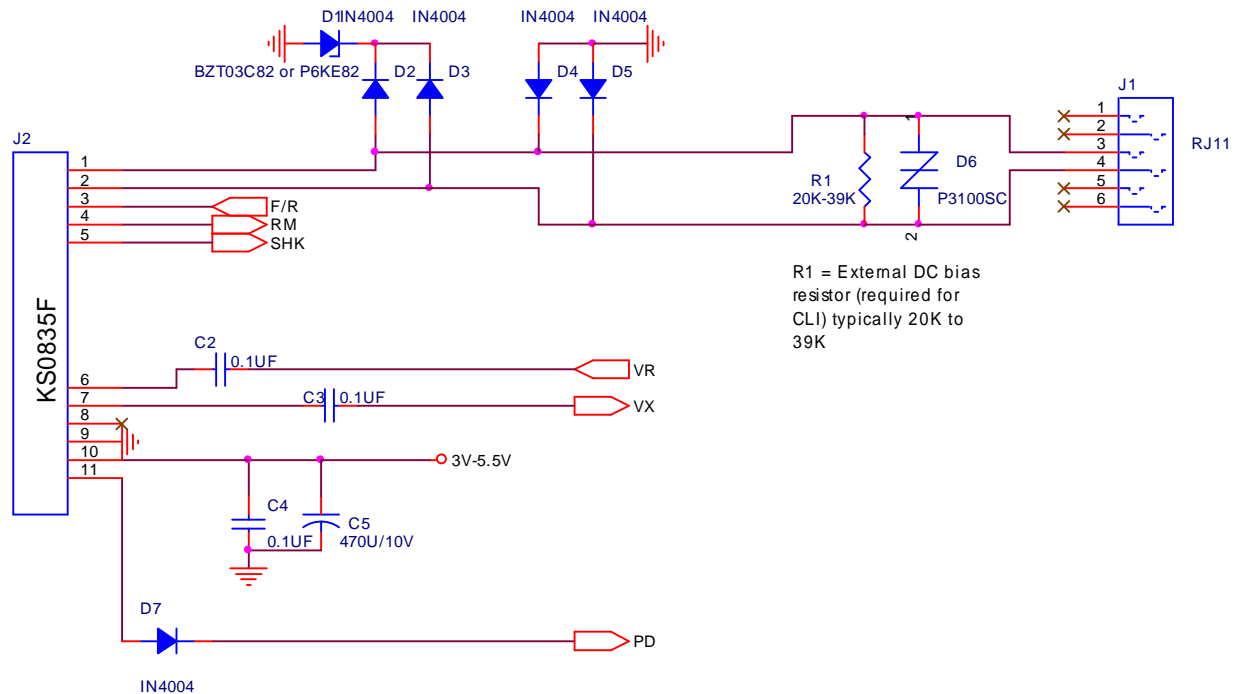 D1 IN4004 IN4004 IN4004 IN4004
BZT03C82 or P6KE82 D2 D3 D4 D5
J1
J2
1
2
3
4
5
6
RJ11
1
2
3
4
5
F/R
RM
SHK
1
D6
P3100SC
2
R1
20K-39K
R1 = External DC bias
resistor (required for
CLI) typically 20K to
39K
KS0835F
C2
0.1UF
VR
C3 0.1UF
VX
6
7
8
9
10
11
3V-5.5V
C4
0.1UF
C5
470U/10V
D7
IN4004
PD